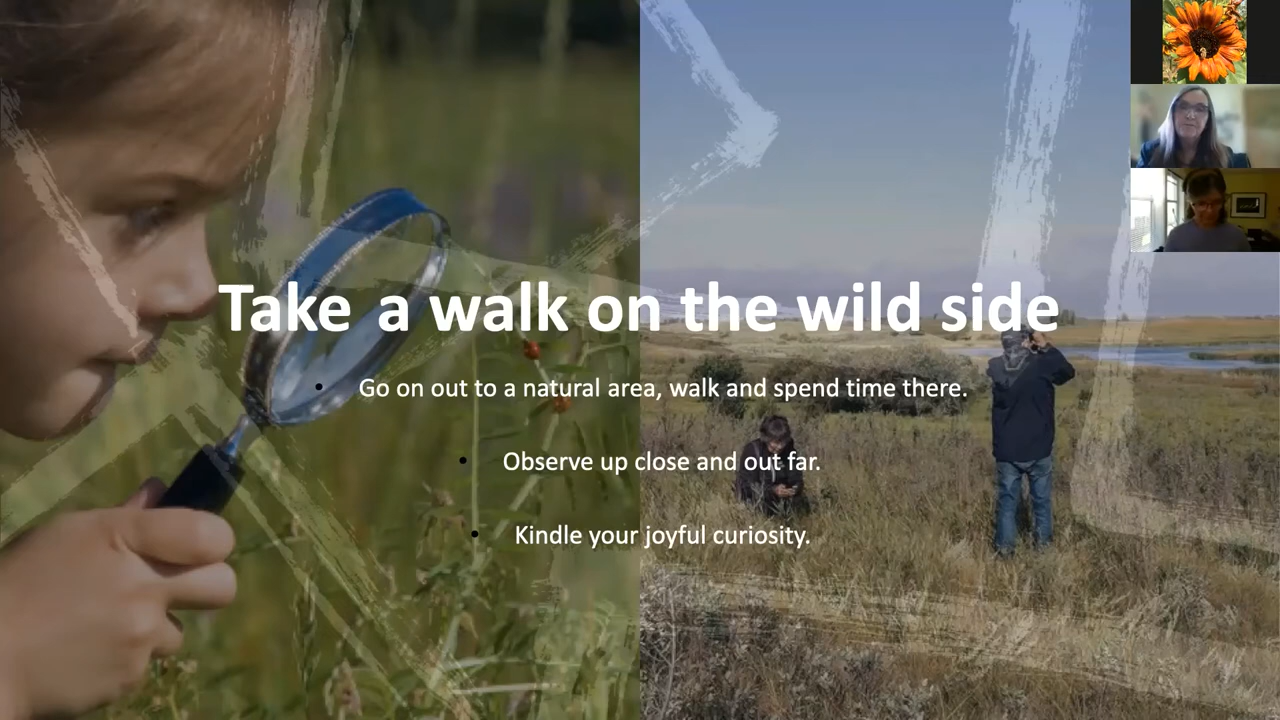 Take a walk on the wild side
• Go on out to a natural area, walk and spend time there.
• Observe up close and out far.
• Kindle your joyful curiosity.